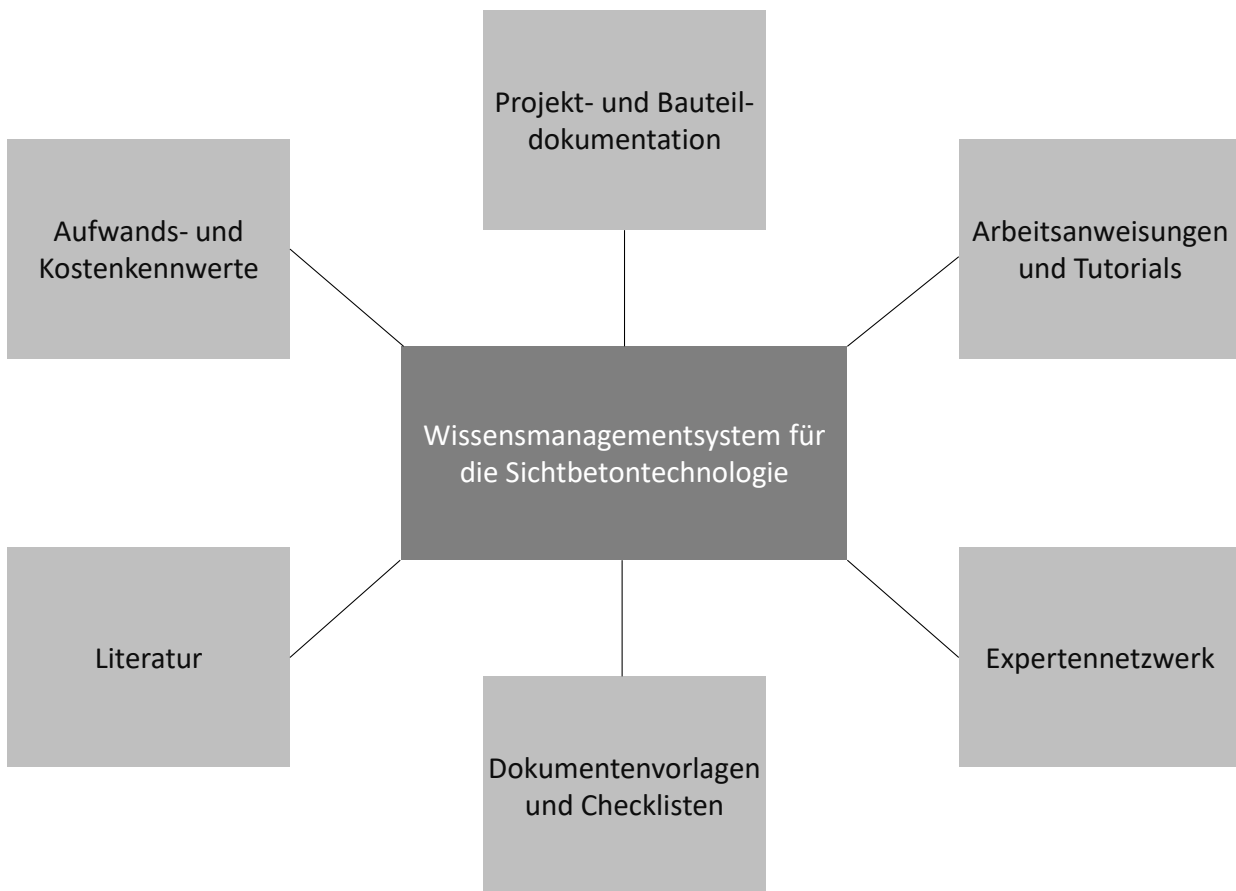 Projekt- und Bauteil-
dokumentation
Aufwands- und
Kostenkennwerte
Arbeitsanweisungen
und Tutorials
Wissensmanagementsystem für
die Sichtbetontechnologie
Literatur
Expertennetzwerk
Dokumentenvorlagen
und Checklisten